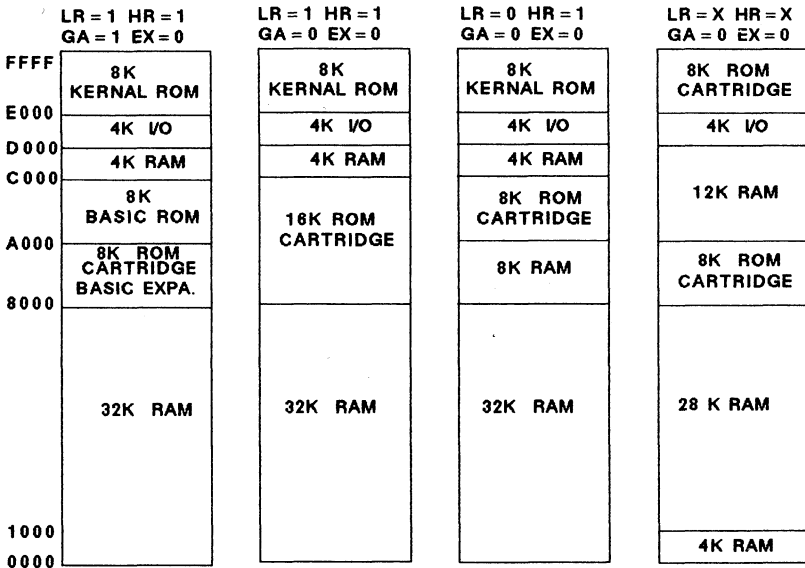 LR = 1 HR = 1
GA = 1 EX = 0
LR = 1 HR = 1
GA = 0 EX = 0
LR = 0 HR = 1
GA = 0 EX = 0
LR = X HR = X
GA = 0 EX = 0
FFFF
E000
D000
C000
A000
8000
1000
0000
8K
KERNAL ROM
4K I/O
4K RAM
8K
BASIC ROM
8K ROM
CARTRIDGE
BASIC EXPA.
32K RAM
8K
KERNAL ROM
4K I/O
4K RAM
16K ROM
CARTRIDGE
32K RAM
8K
KERNAL ROM
4K I/O
4K RAM
8K ROM
CARTRIDGE
8K RAM
32K RAM
8K ROM
CARTRIDGE
4K I/O
12K RAM
8K ROM
CARTRIDGE
28 K RAM
4K RAM